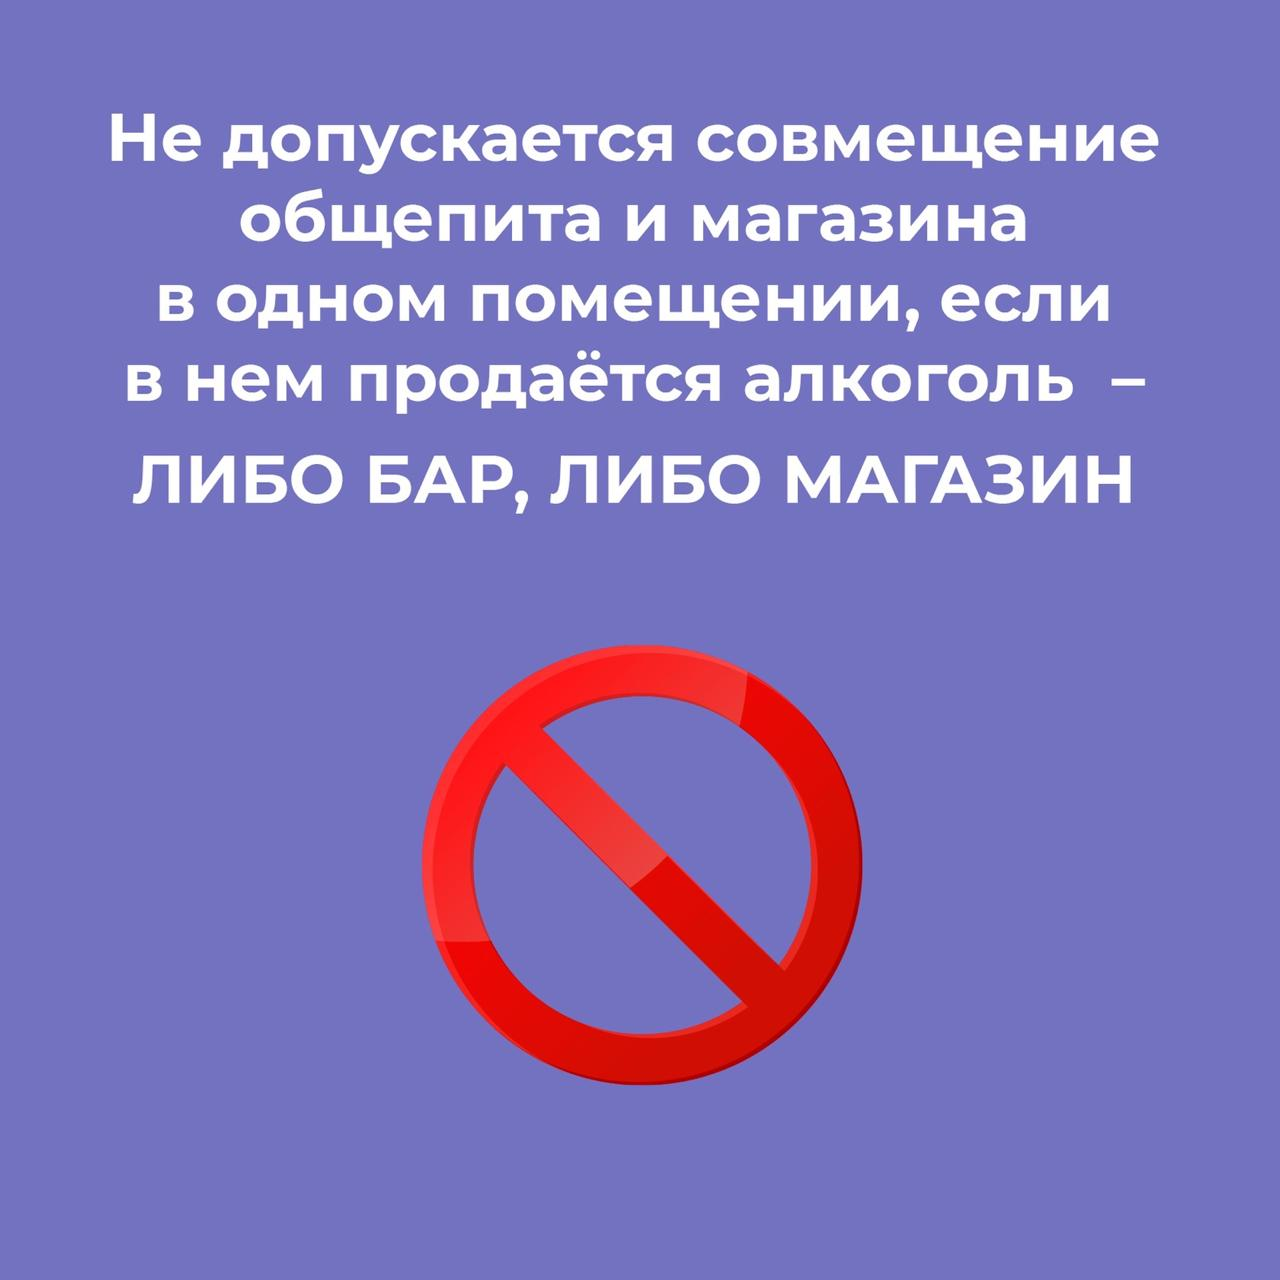 Не допускается совмещение
общепита и магазина
в одном помещении, если
в нем продаётся алкоголь –
ЛИБО БАР, ЛИБО МАГАЗИН